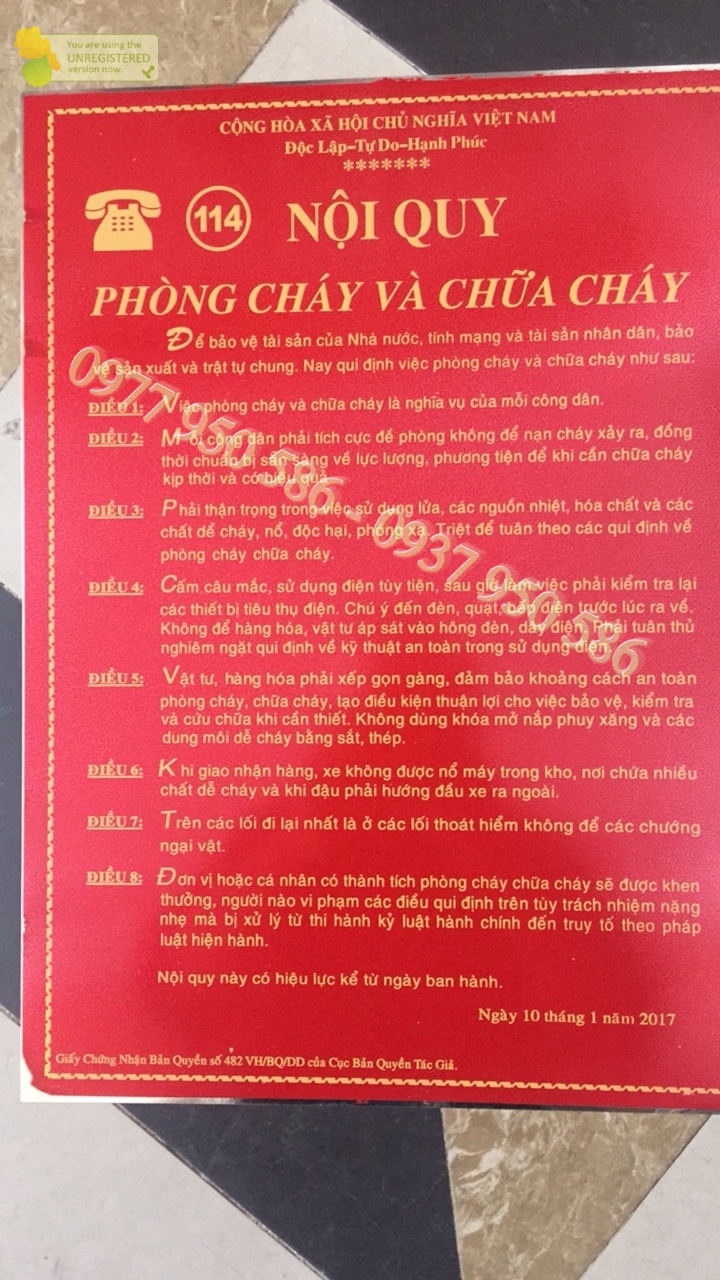 You are using the
UNREGISTERED
version now.
CỘNG HÒA XÃ HỘI CHỦ NGHĨA VIỆT NAM
Độc Lập-Tự Do-Hạnh Phúc
*******
114 NỘI QUY
PHÒNG CHÁY VÀ CHỮA CHÁY
Để bảo vệ tài sản của Nhà nước, tính mạng và tài sản nhân dân, bảo
vệ sản xuất và trật tự chung. Nay qui định việc phòng cháy và chữa cháy như sau:
ĐIỀU 1: Việc phòng cháy và chữa cháy là nghĩa vụ của mỗi công dân.
ĐIỀU 2: Mỗi công dân phải tích cực đề phòng không để nạn cháy xảy ra, đồng
thời chuẩn bị sẵn sàng về lực lượng, phương tiện để khi cần chữa cháy
kịp thời và có hiệu quả
ĐIỀU 3: Phải thận trọng trong việc sử dụng lửa, các nguồn nhiệt, hóa chất và các
chất dể cháy, nổ, độc hại, phóng xạ. Triệt để tuân theo các qui định về
phòng cháy chữa cháy.
ĐIỀU 4: Cấm câu mắc, sử dụng điện tùy tiện, sau giờ làm việc phải kiểm tra lại
các thiết bị tiêu thụ điện. Chú ý đến đèn, quạt, bếp điện trước lúc ra về.
Không để hàng hóa, vật tư áp sát vào hông đèn, dây điện. Phải tuân thủ
nghiêm ngặt qui định về kỹ thuật an toàn trong sử dụng điện.
ĐIỀU 5: Vật tư, hàng hóa phải xếp gọn gàng, đảm bảo khoảng cách an toàn
phòng cháy, chữa cháy, tạo điều kiện thuận lợi cho việc bảo vệ, kiểm tra
và cứu chữa khi cần thiết. Không dùng khóa mở nắp phuy xăng và các
dung môi dễ cháy bằng sắt, thép.
ĐIỀU 6: Khi giao nhận hàng, xe không được nổ máy trong kho, nơi chứa nhiều
chất dễ cháy và khi đậu phải hướng đầu xe ra ngoài.
ĐIỀU 7: Trên các lối đi lại nhất là ở các lối thoát hiểm không để các chướng
ngại vật.
ĐIỀU 8: Đơn vị hoặc cá nhân có thành tích phòng cháy chữa cháy sẽ được khen
thưởng, người nào vi phạm các điều qui định trên tùy trách nhiệm nặng
nhẹ mà bị xử lý từ thi hành kỷ luật hành chính đến truy tố theo pháp
luật hiện hành.
Nội quy này có hiệu lực kể từ ngày ban hành.
Ngày 10 tháng 1 năm 2017
Giấy Chứng Nhận Bản Quyền số 482 VH/BQ/DD của Cục Bản Quyền Tác Giả.
0977 950 586 - 0937 950 586